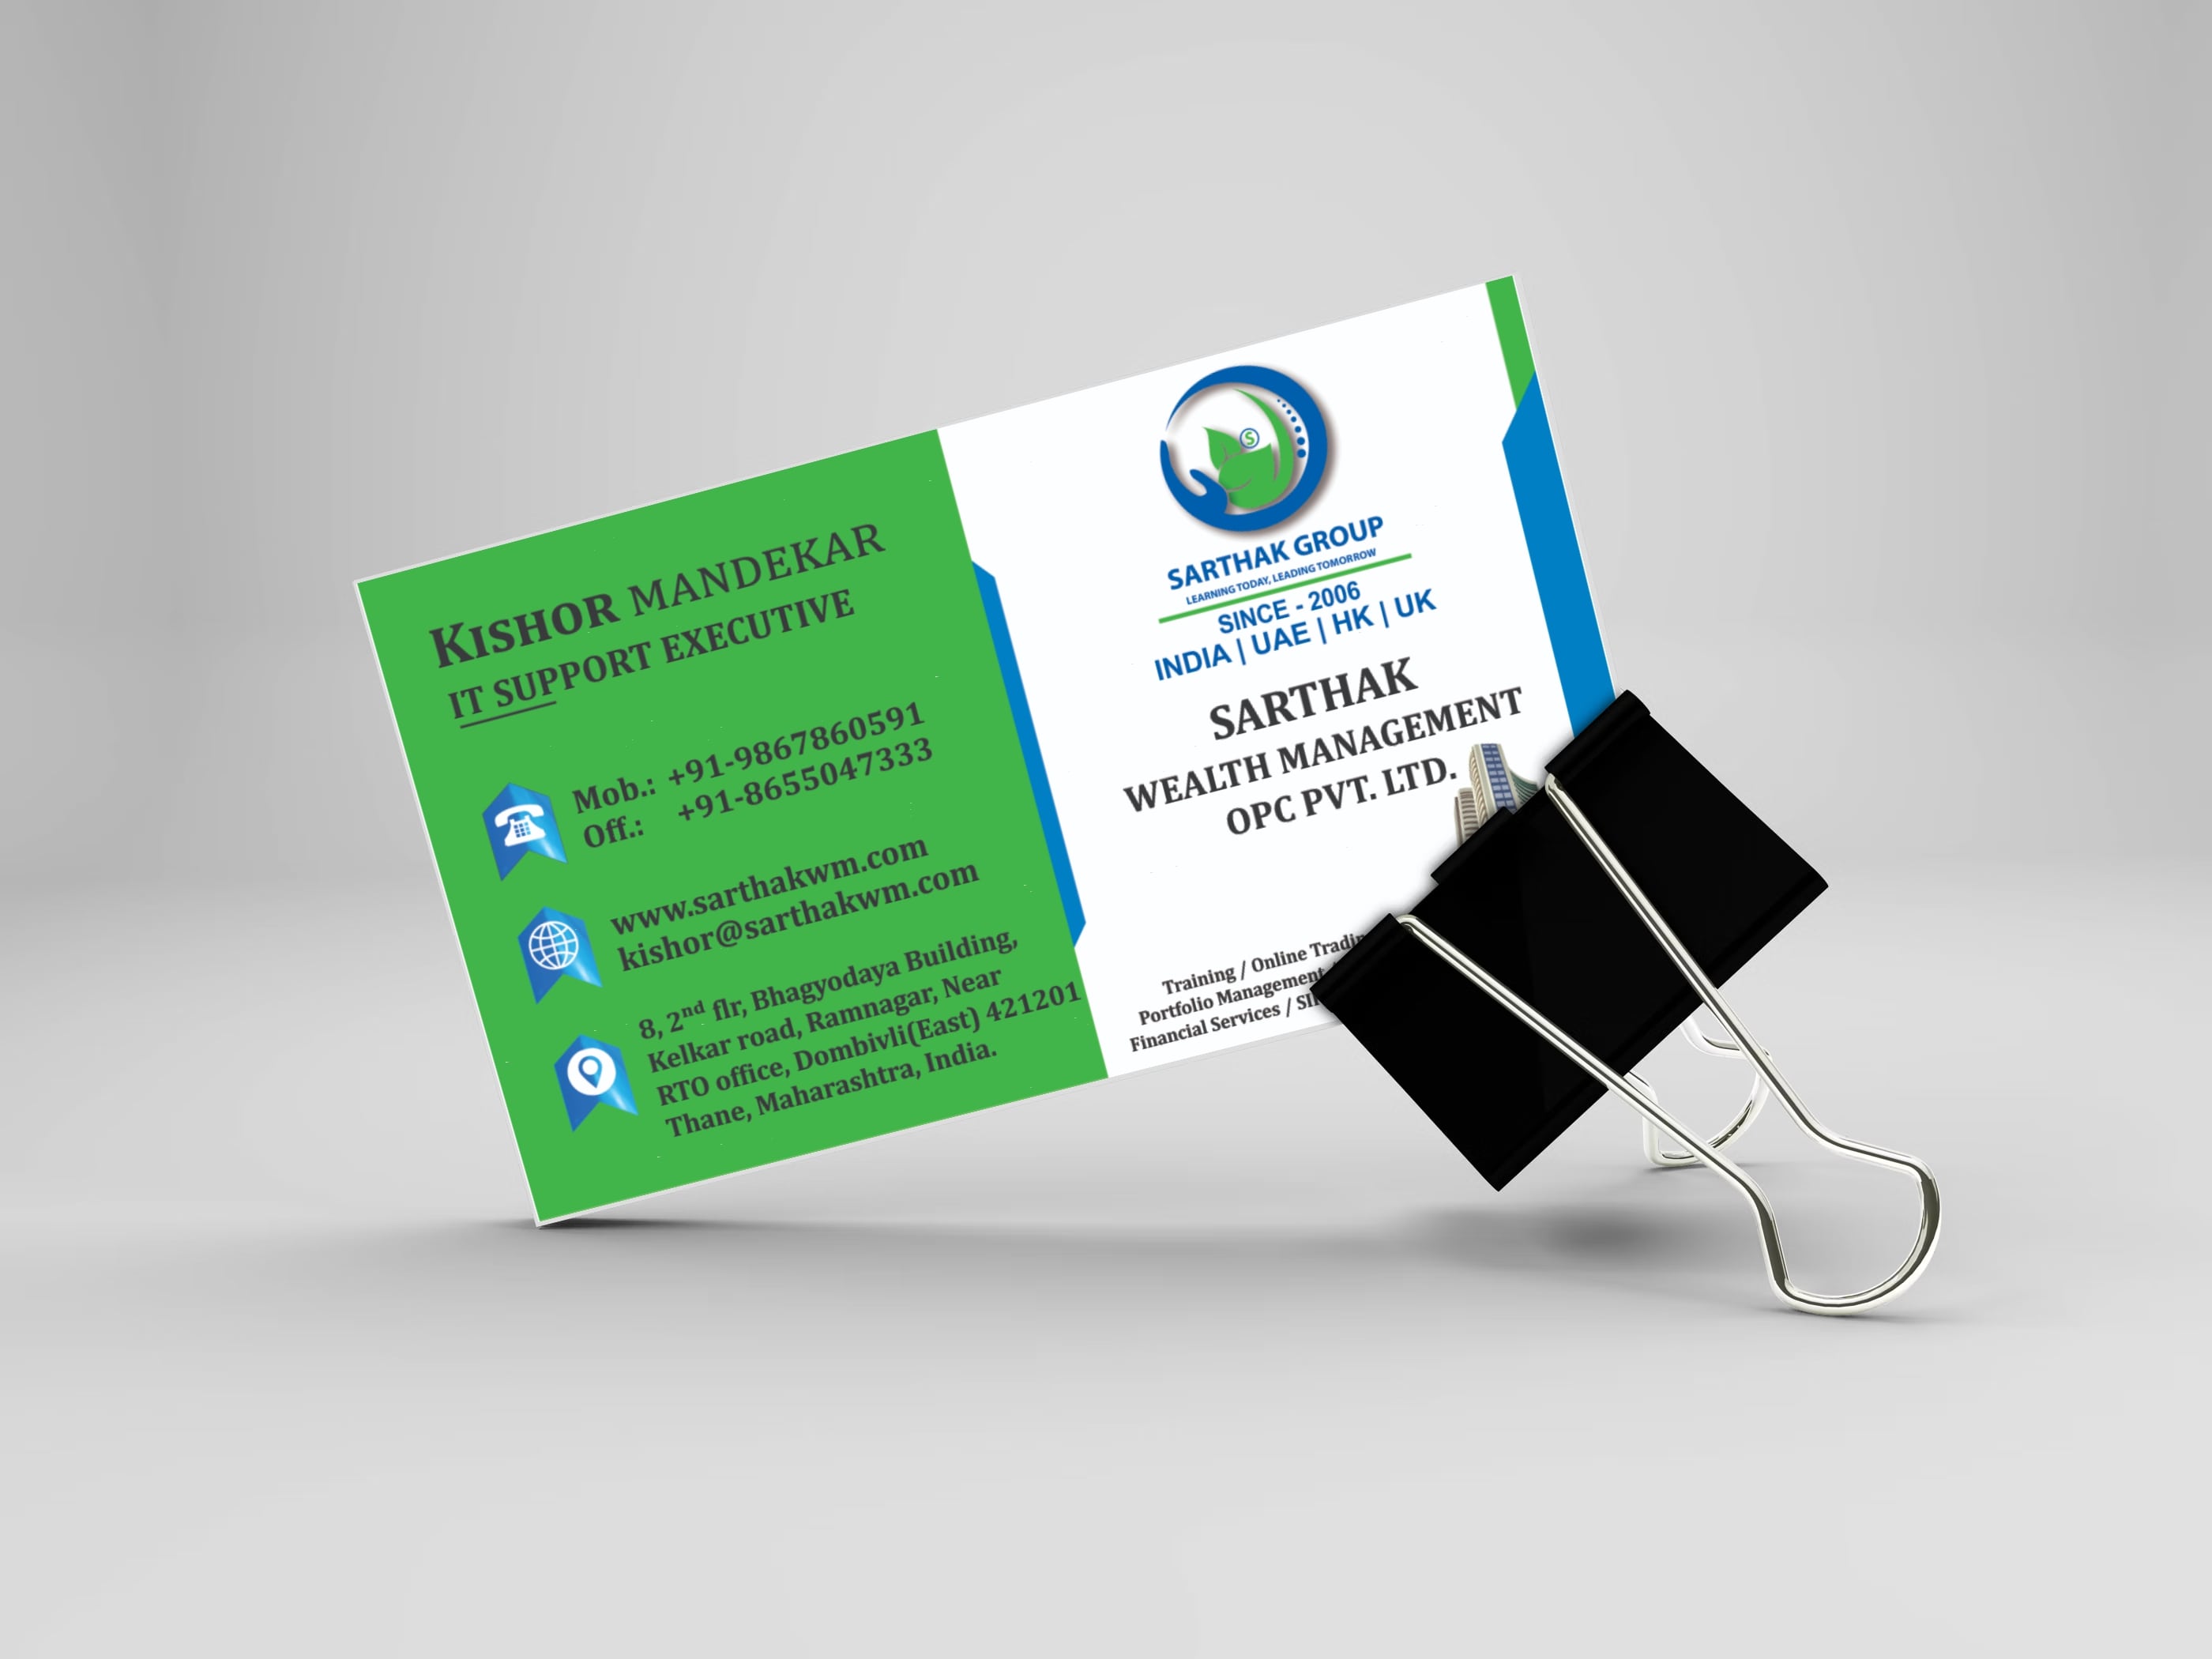 KISHOR MANDEKAR
IT SUPPORT EXECUTIVE
Mob.: +91-9867860591
Off.: +91-8655047333
www.sarthakwm.com
kishor@sarthakwm.com
8, 2nd flr, Bhagyodaya Building,
Kelkar road, Ramnagar, Near
RTO office, Dombivli(East) 421201
Thane, Maharashtra, India.
S
SARTHAK GROUP
LEARNING TODAY, LEADING TOMORROW
SINCE - 2006
INDIA | UAE | HK | UK
SARTHAK
WEALTH MANAGEMENT
OPC PVT. LTD.
Training / Online
Portfolio Management
Financial Services /